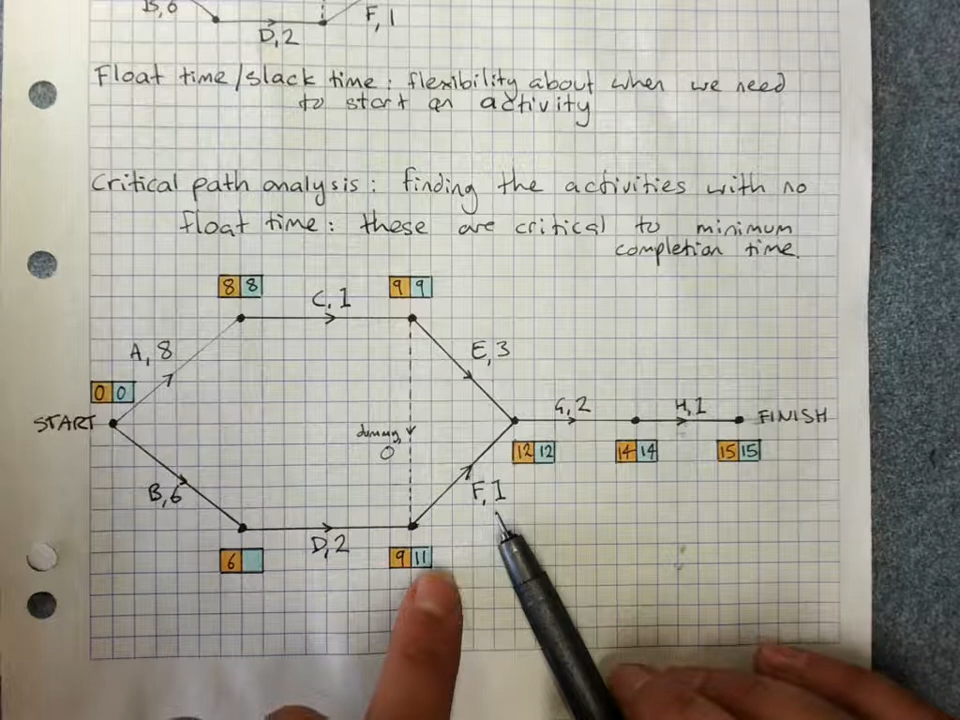 B,6
D,2
F,1
Float time/slack time: flexibility about when we need
to start an activity
Critical path analysis: finding the activities with no
float time: these are critical to minimum
completion time.
8 8
C,1
9 9
A,8
E,3
0 0
START
G,2
H,1
FINISH
dummy,
0
12 12
14 14
15 15
B,6
F,1
D,2
6
9 11